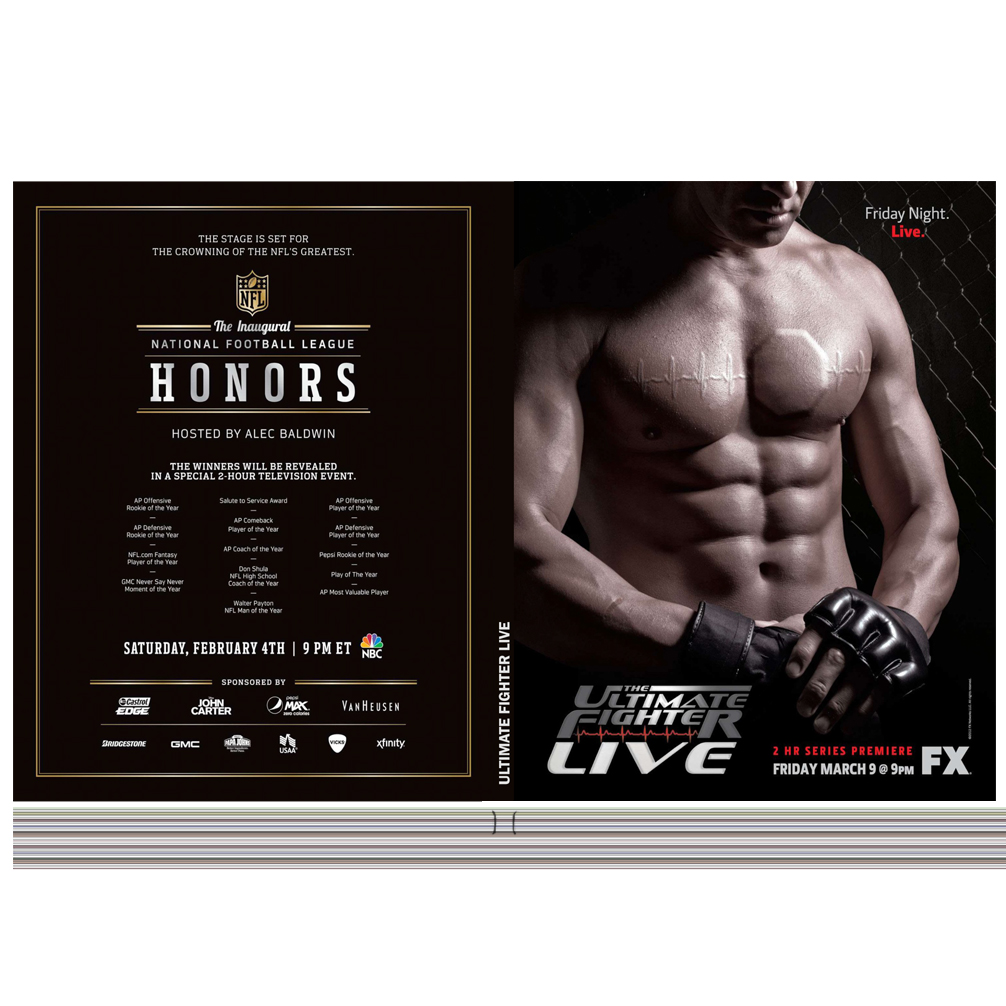 THE STAGE IS SET FOR
THE CROWNING OF THE NFL'S GREATEST.
NFL
The Inaugural
NATIONAL FOOTBALL LEAGUE
HONORS
HOSTED BY ALEC BALDWIN
THE WINNERS WILL BE REVEALED
IN A SPECIAL 2-HOUR TELEVISION EVENT.
AP Offensive
Rookie of the Year
AP Defensive
Rookie of the Year
NFL.com Fantasy
Player of the Year
GMC Never Say Never
Moment of the Year
Salute to Service Award
AP Comeback
Player of the Year
AP Coach of the Year
Don Shula
NFL High School
Coach of the Year
Walter Payton
NFL Man of the Year
AP Offensive
Player of the Year
AP Defensive
Player of the Year
Pepsi Rookie of the Year
Play of The Year
AP Most Valuable Player
SATURDAY, FEBRUARY 4TH | 9 PM ET NBC
SPONSORED BY
Castrol
EDGE
JOHN
CARTER
pepsi
MAX
zero calories
VANHEUSEN
BRIDGESTONE
GMC
PAPA JOHN'S
USAA
VICKS
xfinity
ULTIMATE FIGHTER LIVE
Friday Night.
Live.
THE
ULTIMATE
FIGHTER
LIVE
2 HR SERIES PREMIERE
FRIDAY MARCH 9 @ 9PM
FX